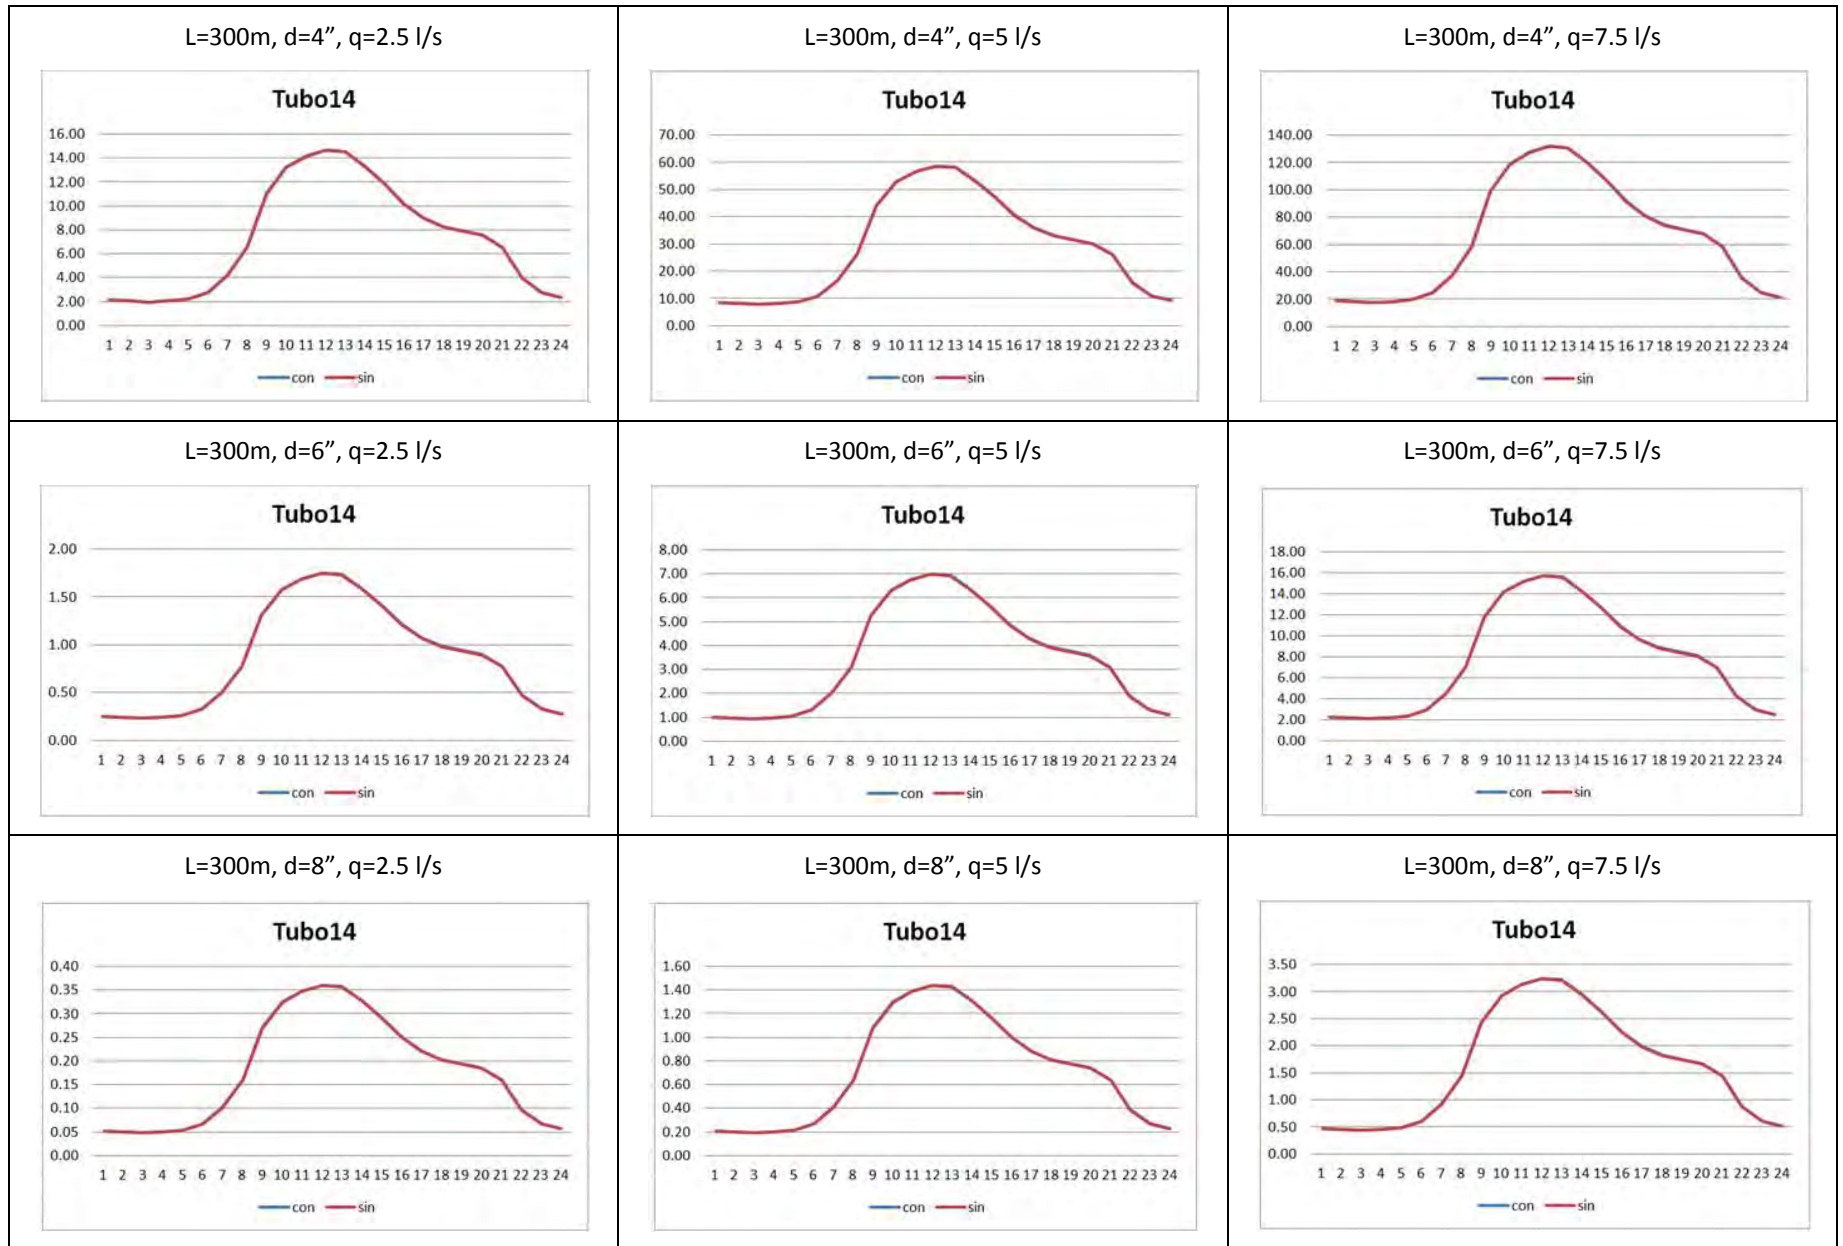 L=300m, d=4”, q=2.5 l/s
Tubo14
16.00
14.00
12.00
10.00
8.00
6.00
4.00
2.00
0.00
1 2 3 4 5 6 7 8 9 10 11 12 13 14 15 16 17 18 19 20 21 22 23 24
con sin
L=300m, d=4”, q=5 l/s
Tubo14
70.00
60.00
50.00
40.00
30.00
20.00
10.00
0.00
1 2 3 4 5 6 7 8 9 10 11 12 13 14 15 16 17 18 19 20 21 22 23 24
con sin
L=300m, d=4”, q=7.5 l/s
Tubo14
140.00
120.00
100.00
80.00
60.00
40.00
20.00
0.00
1 2 3 4 5 6 7 8 9 10 11 12 13 14 15 16 17 18 19 20 21 22 23 24
con sin
L=300m, d=6”, q=2.5 l/s
Tubo14
2.00
1.50
1.00
0.50
0.00
1 2 3 4 5 6 7 8 9 10 11 12 13 14 15 16 17 18 19 20 21 22 23 24
con sin
L=300m, d=6”, q=5 l/s
Tubo14
8.00
7.00
6.00
5.00
4.00
3.00
2.00
1.00
0.00
1 2 3 4 5 6 7 8 9 10 11 12 13 14 15 16 17 18 19 20 21 22 23 24
con sin
L=300m, d=6”, q=7.5 l/s
Tubo14
18.00
16.00
14.00
12.00
10.00
8.00
6.00
4.00
2.00
0.00
1 2 3 4 5 6 7 8 9 10 11 12 13 14 15 16 17 18 19 20 21 22 23 24
con sin
L=300m, d=8”, q=2.5 l/s
Tubo14
0.40
0.35
0.30
0.25
0.20
0.15
0.10
0.05
0.00
1 2 3 4 5 6 7 8 9 10 11 12 13 14 15 16 17 18 19 20 21 22 23 24
con sin
L=300m, d=8”, q=5 l/s
Tubo14
1.60
1.40
1.20
1.00
0.80
0.60
0.40
0.20
0.00
1 2 3 4 5 6 7 8 9 10 11 12 13 14 15 16 17 18 19 20 21 22 23 24
con sin
L=300m, d=8”, q=7.5 l/s
Tubo14
3.50
3.00
2.50
2.00
1.50
1.00
0.50
0.00
1 2 3 4 5 6 7 8 9 10 11 12 13 14 15 16 17 18 19 20 21 22 23 24
con sin